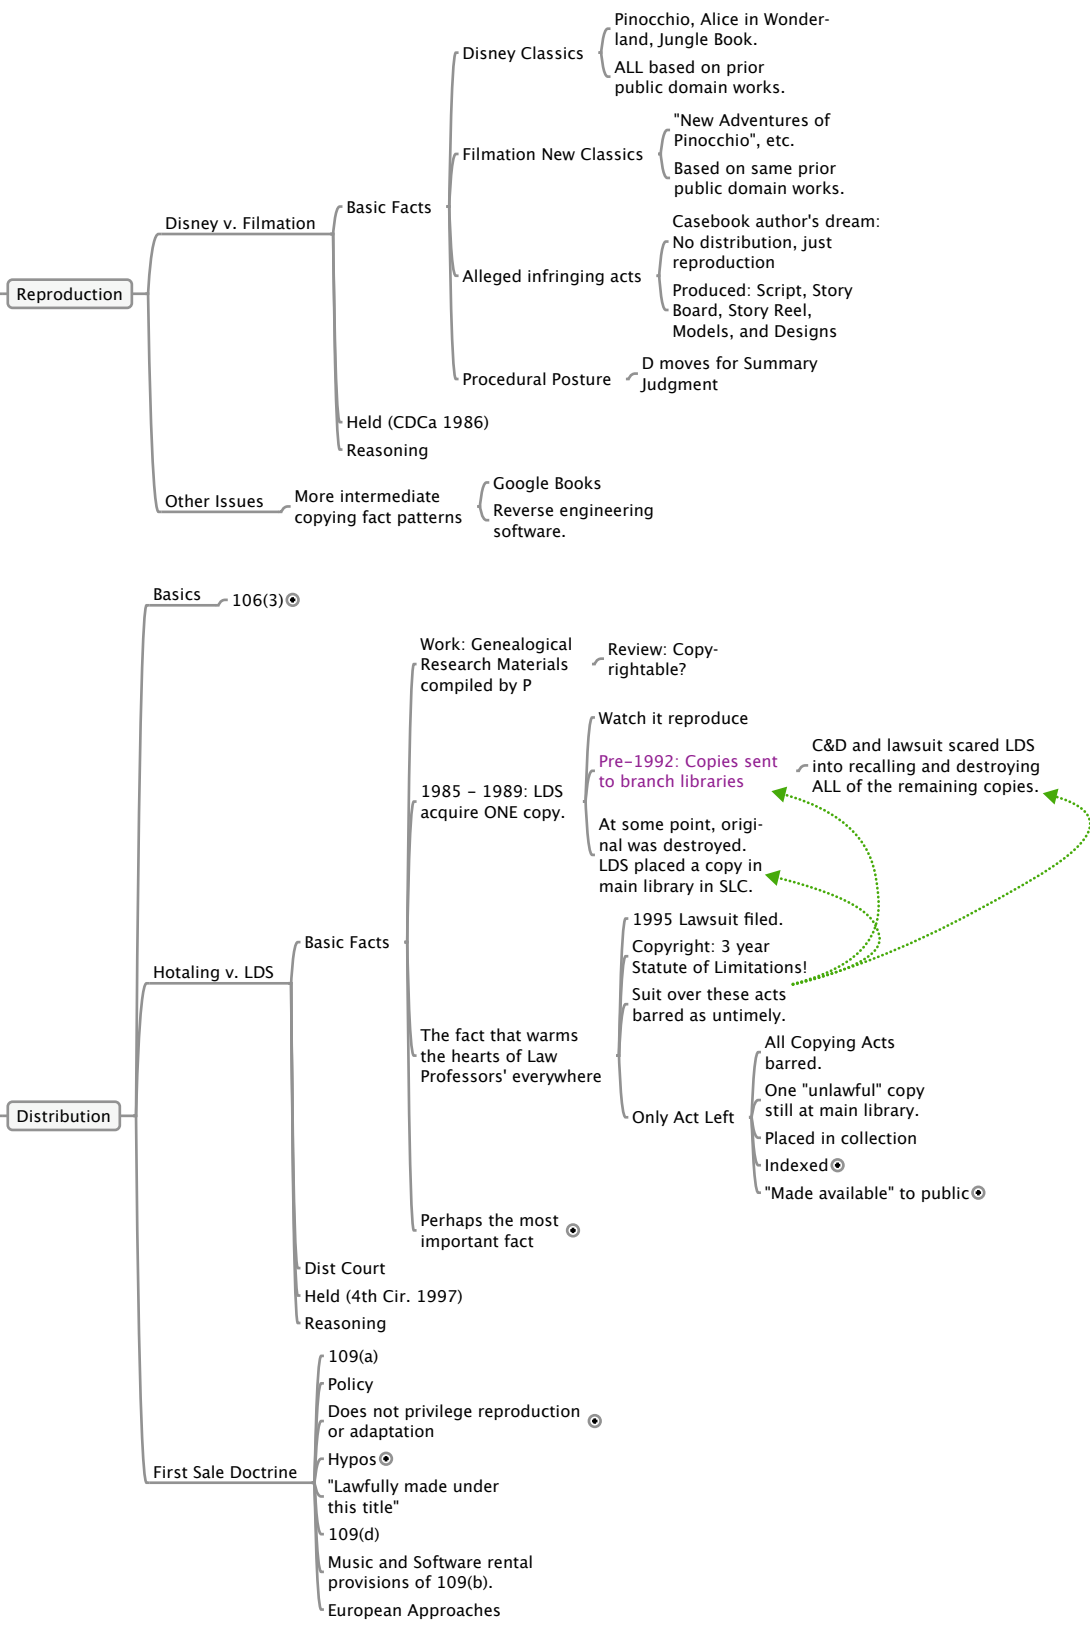 Reproduction
Disney v. Filmation
Basic Facts
Disney Classics
Pinocchio, Alice in Wonder-
land, Jungle Book.
ALL based on prior
public domain works.
Filmation New Classics
"New Adventures of
Pinocchio", etc.
Based on same prior
public domain works.
Alleged infringing acts
Casebook author's dream:
No distribution, just
reproduction
Produced: Script, Story
Board, Story Reel,
Models, and Designs
Procedural Posture
D moves for Summary
Judgment
Held (CDCa 1986)
Reasoning
Other Issues
More intermediate
copying fact patterns
Google Books
Reverse engineering
software.
Distribution
Basics
106(3)
Hotaling v. LDS
Basic Facts
Work: Genealogical
Research Materials
compiled by P
Review: Copy-
rightable?
1985 - 1989: LDS
acquire ONE copy.
Watch it reproduce
Pre-1992: Copies sent
to branch libraries
C&D and lawsuit scared LDS
into recalling and destroying
ALL of the remaining copies.
At some point, origi-
nal was destroyed.
LDS placed a copy in
main library in SLC.
The fact that warms
the hearts of Law
Professors' everywhere
1995 Lawsuit filed.
Copyright: 3 year
Statute of Limitations!
Suit over these acts
barred as untimely.
Only Act Left
All Copying Acts
barred.
One "unlawful" copy
still at main library.
Placed in collection
Indexed
"Made available" to public
Perhaps the most
important fact
Dist Court
Held (4th Cir. 1997)
Reasoning
First Sale Doctrine
109(a)
Policy
Does not privilege reproduction
or adaptation
Hypos
"Lawfully made under
this title"
109(d)
Music and Software rental
provisions of 109(b).
European Approaches